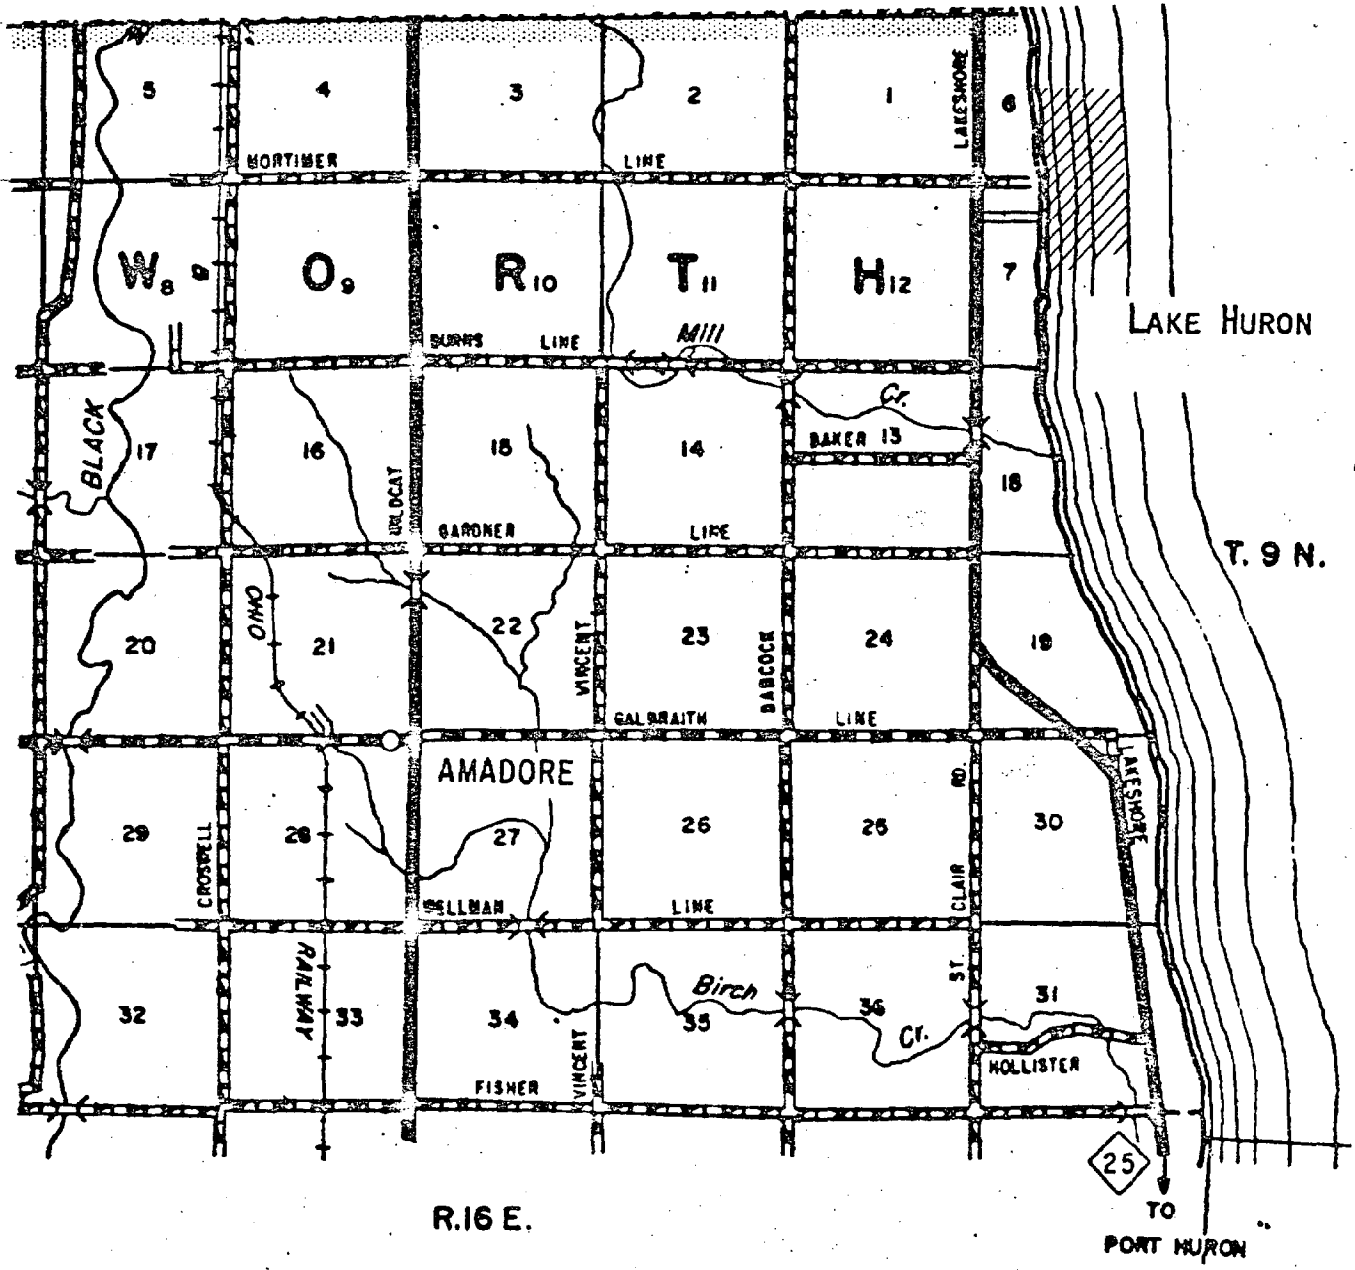 5 4 3 2 1 6
LAKESHORE
MORTIMER LINE
W8 O9 R10 T11 H12 7
LAKE HURON
BURNS LINE
Mill
Cr.
BLACK
17 16 15 14 13 18
BAKER
WILDCAT
GARDNER LINE
T. 9 N.
OHIO
20 21 22 23 24 19
VINCENT
BABCOCK
GALBRAITH LINE
AMADORE
LAKESHORE
29 28 27 26 25 30
CROSWELL
ST. CLAIR RD.
WELLMAN LINE
RAILWAY
Birch
Cr.
32 33 34 35 36 31
VINCENT
HOLLISTER
FISHER
25
R.16 E.
TO
PORT HURON